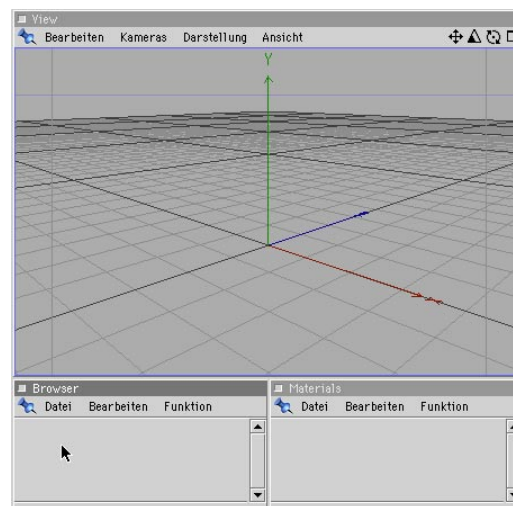 View
Bearbeiten Kameras Darstellung Ansicht
Y
Browser
Datei Bearbeiten Funktion
Materials
Datei Bearbeiten Funktion